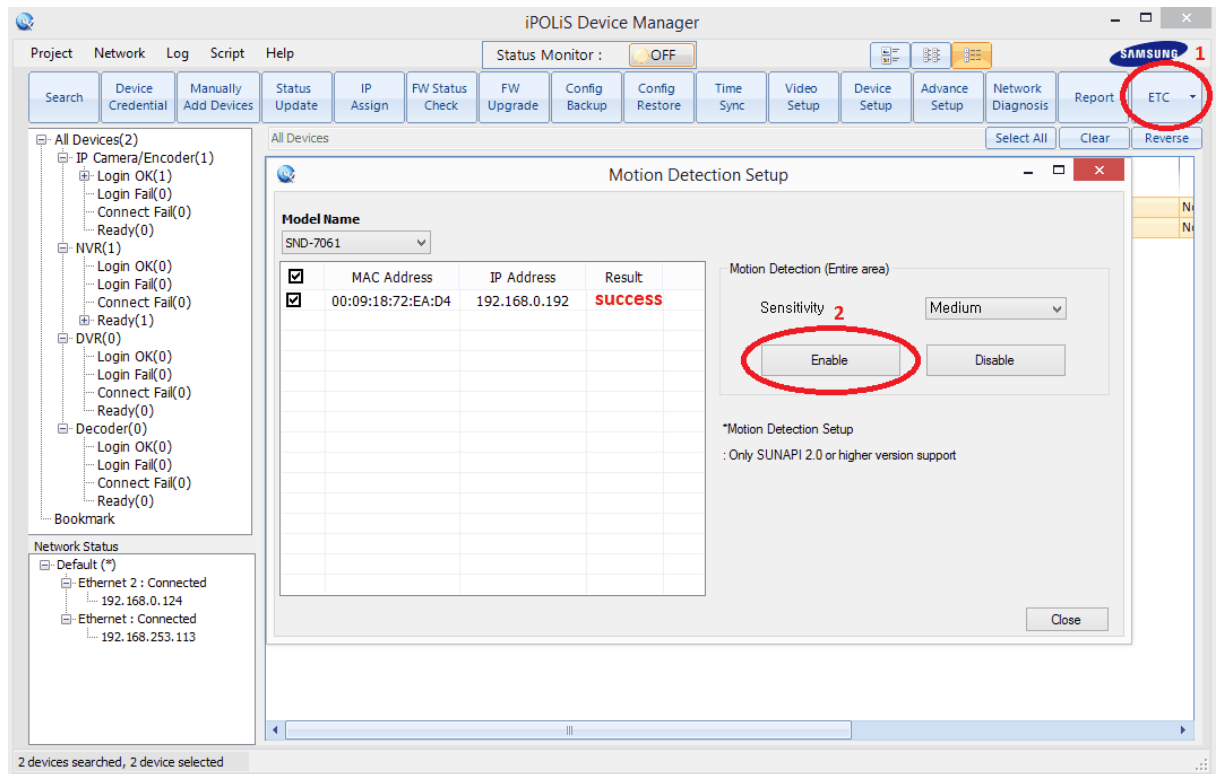 iPOLiS Device Manager
Project Network Log Script Help Status Monitor : OFF SAMSUNG 1
Search Device Credential Manually Add Devices Status Update IP Assign FW Status Check FW Upgrade Config Backup Config Restore Time Sync Video Setup Device Setup Advance Setup Network Diagnosis Report ETC
All Devices Select All Clear Reverse
All Devices(2)
IP Camera/Encoder(1)
Login OK(1)
Login Fail(0)
Connect Fail(0)
Ready(0)
NVR(1)
Login OK(0)
Login Fail(0)
Connect Fail(0)
Ready(1)
DVR(0)
Login OK(0)
Login Fail(0)
Connect Fail(0)
Ready(0)
Decoder(0)
Login OK(0)
Login Fail(0)
Connect Fail(0)
Ready(0)
Bookmark
Network Status
Default (*)
Ethernet 2 : Connected
192.168.0.124
Ethernet : Connected
192.168.253.113
Motion Detection Setup
Model Name
SND-7061
MAC Address IP Address Result
00:09:18:72:EA:D4 192.168.0.192 success
Motion Detection (Entire area)
Sensitivity 2 Medium
Enable Disable
*Motion Detection Setup
: Only SUNAPI 2.0 or higher version support
Close
2 devices searched, 2 device selected